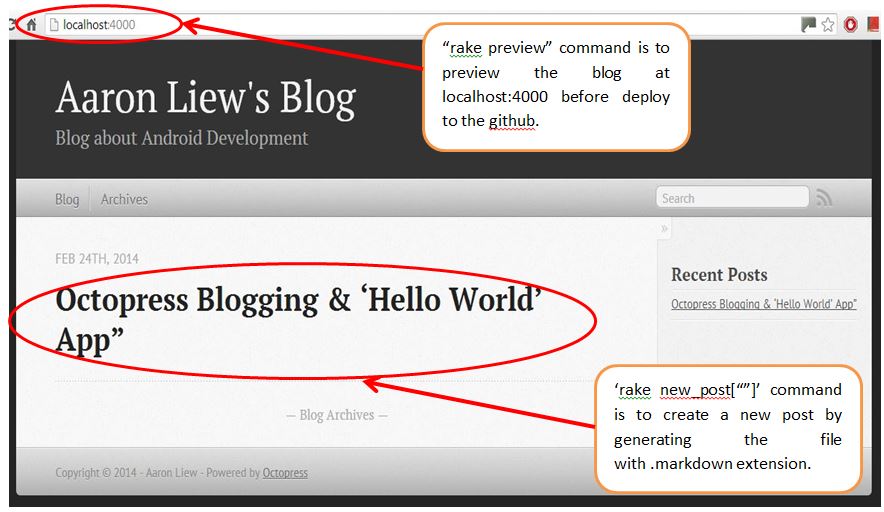 localhost:4000
“rake preview” command is to
preview the blog at
localhost:4000 before deploy
to the github.
Aaron Liew's Blog
Blog about Android Development
Blog
Archives
Search
»
FEB 24TH, 2014
Octopress Blogging & ‘Hello World’
App”
Recent Posts
Octopress Blogging & ‘Hello World’ App”
‘rake new_post[“”]’ command
is to create a new post by
generating the file
with .markdown extension.
— Blog Archives —
Copyright © 2014 - Aaron Liew - Powered by Octopress